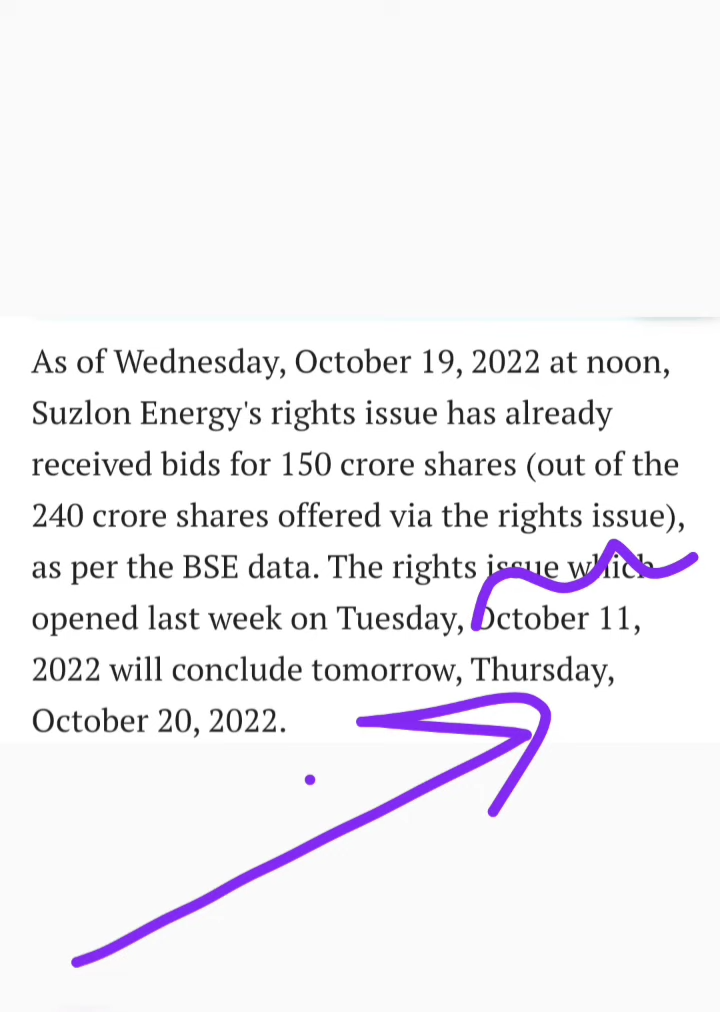 As of Wednesday, October 19, 2022 at noon,
Suzlon Energy's rights issue has already
received bids for 150 crore shares (out of the
240 crore shares offered via the rights issue),
as per the BSE data. The rights issue which
opened last week on Tuesday, October 11,
2022 will conclude tomorrow, Thursday,
October 20, 2022.